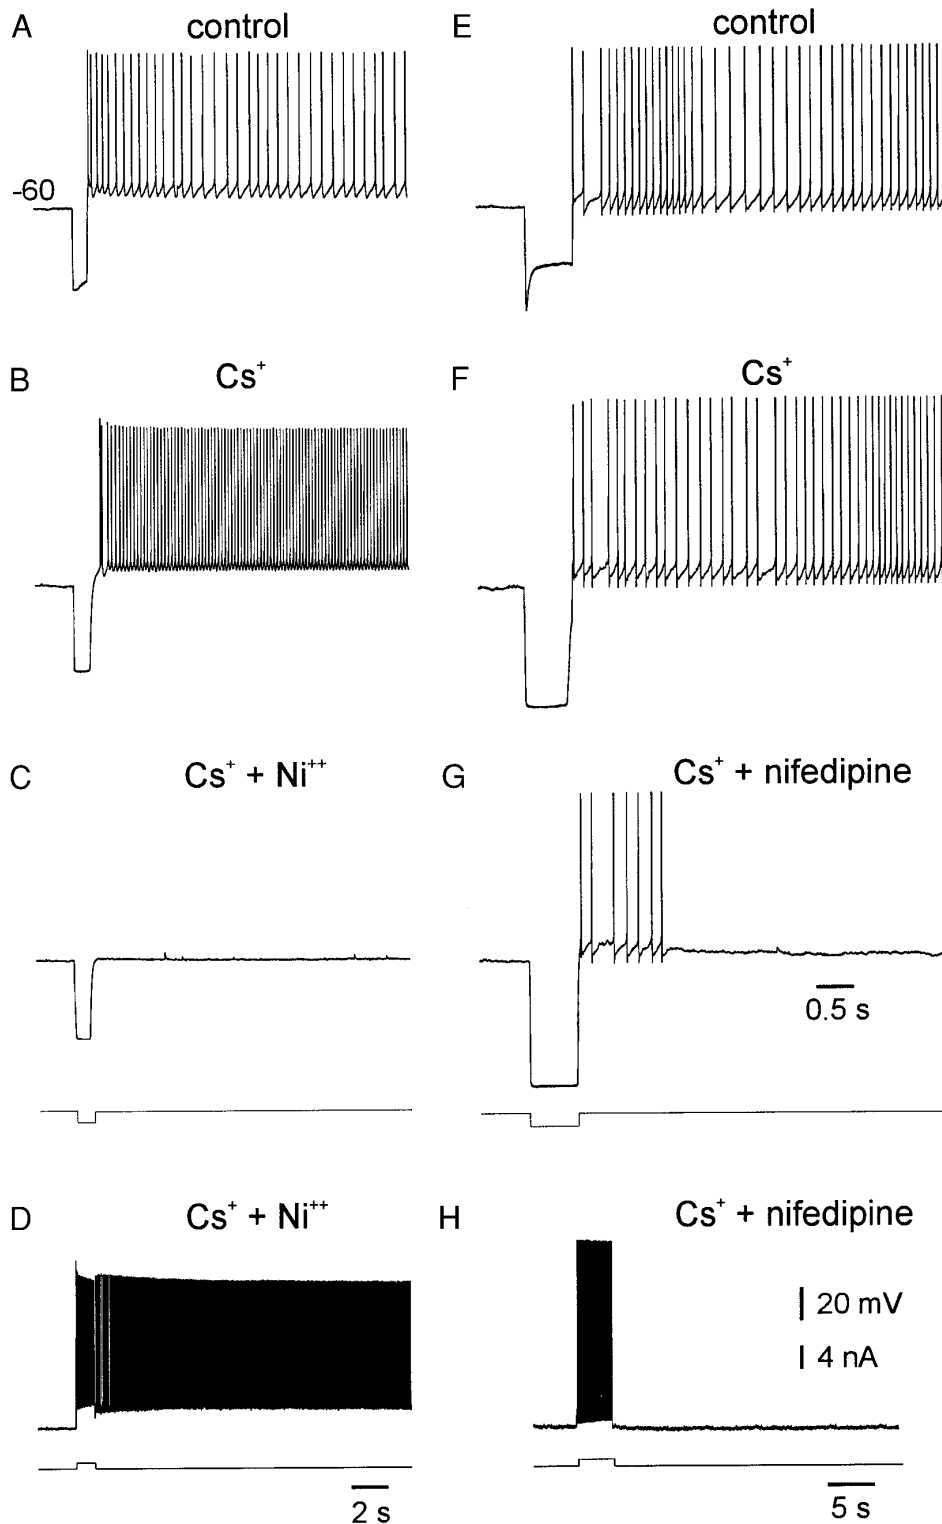 A
control
-60
E
control
B
Cs⁺
F
Cs⁺
C
Cs⁺ + Ni⁺⁺
G
Cs⁺ + nifedipine
0.5 s
D
Cs⁺ + Ni⁺⁺
2 s
H
Cs⁺ + nifedipine
20 mV
4 nA
5 s